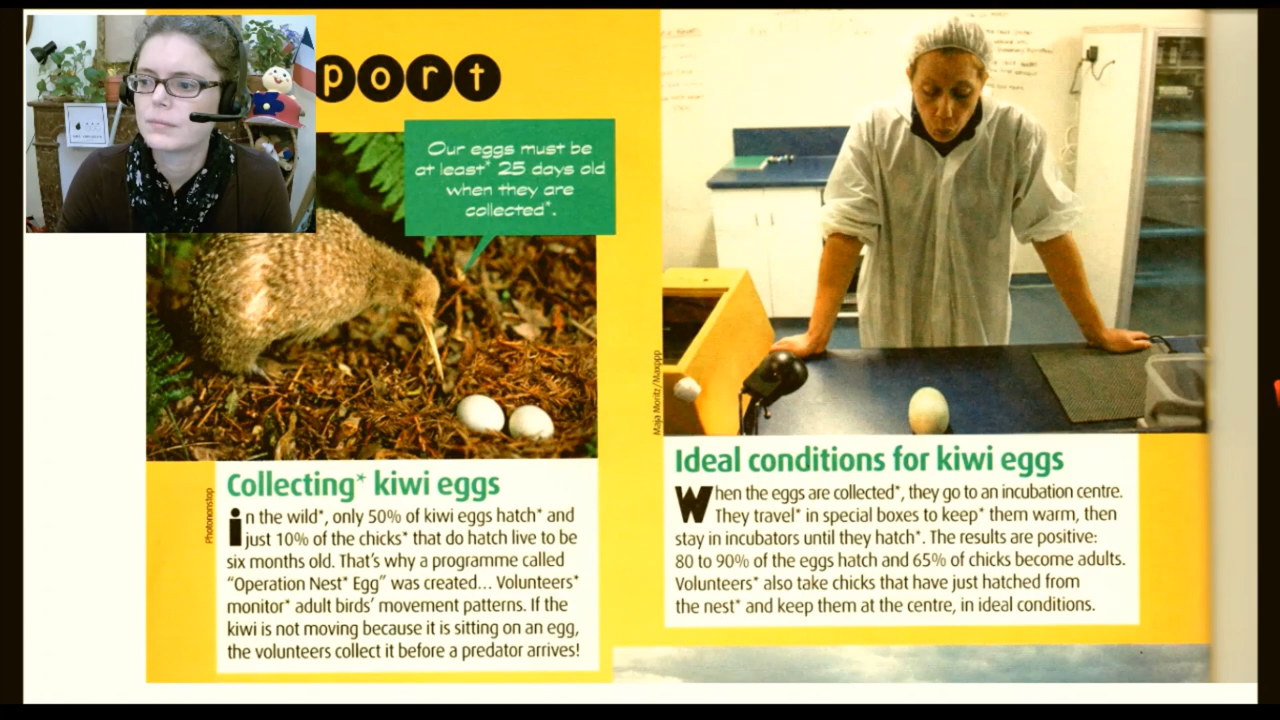 port
Our eggs must be
at least* 25 days old
when they are
collected*.
Photononstop
Maja Moritz/Maxppp
Collecting* kiwi eggs
in the wild*, only 50% of kiwi eggs hatch* and
just 10% of the chicks* that do hatch live to be
six months old. That's why a programme called
“Operation Nest* Egg” was created... Volunteers*
monitor* adult birds' movement patterns. If the
kiwi is not moving because it is sitting on an egg,
the volunteers collect it before a predator arrives!
Ideal conditions for kiwi eggs
When the eggs are collected*, they go to an incubation centre.
They travel* in special boxes to keep* them warm, then
stay in incubators until they hatch*. The results are positive:
80 to 90% of the eggs hatch and 65% of chicks become adults.
Volunteers* also take chicks that have just hatched from
the nest* and keep them at the centre, in ideal conditions.